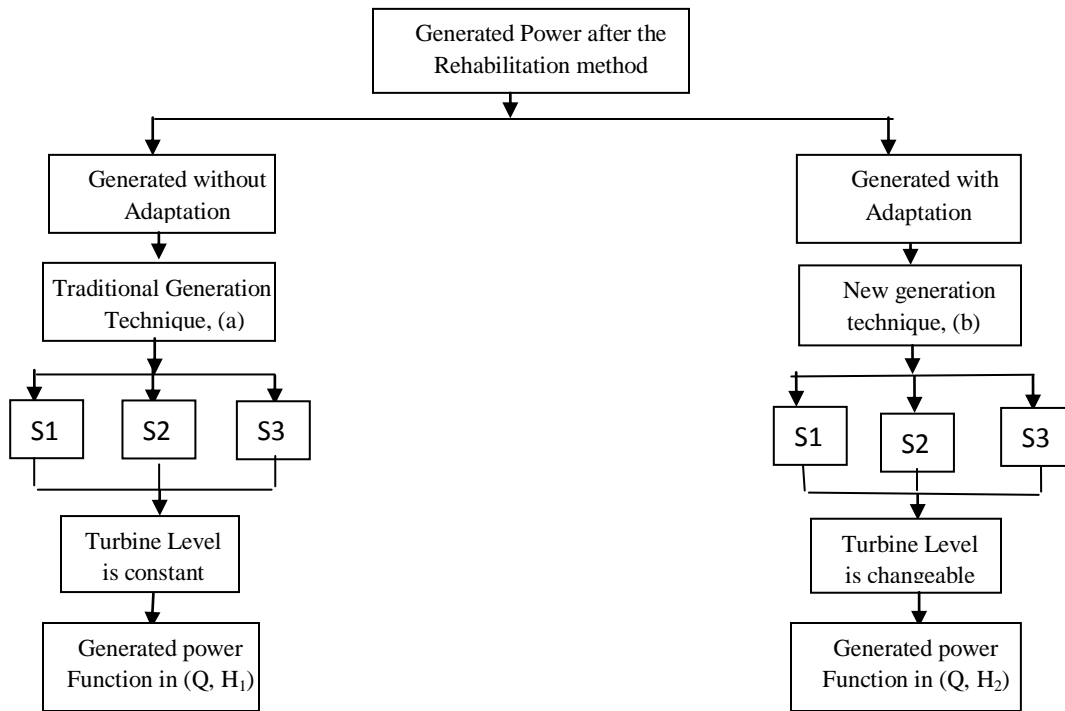 Generated Power after the
Rehabilitation method
Generated without
Adaptation
Traditional Generation
Technique, (a)
S1
S2
S3
Turbine Level
is constant
Generated power
Function in (Q, H₁)
Generated with
Adaptation
New generation
technique, (b)
S1
S2
S3
Turbine Level
is changeable
Generated power
Function in (Q, H₂)